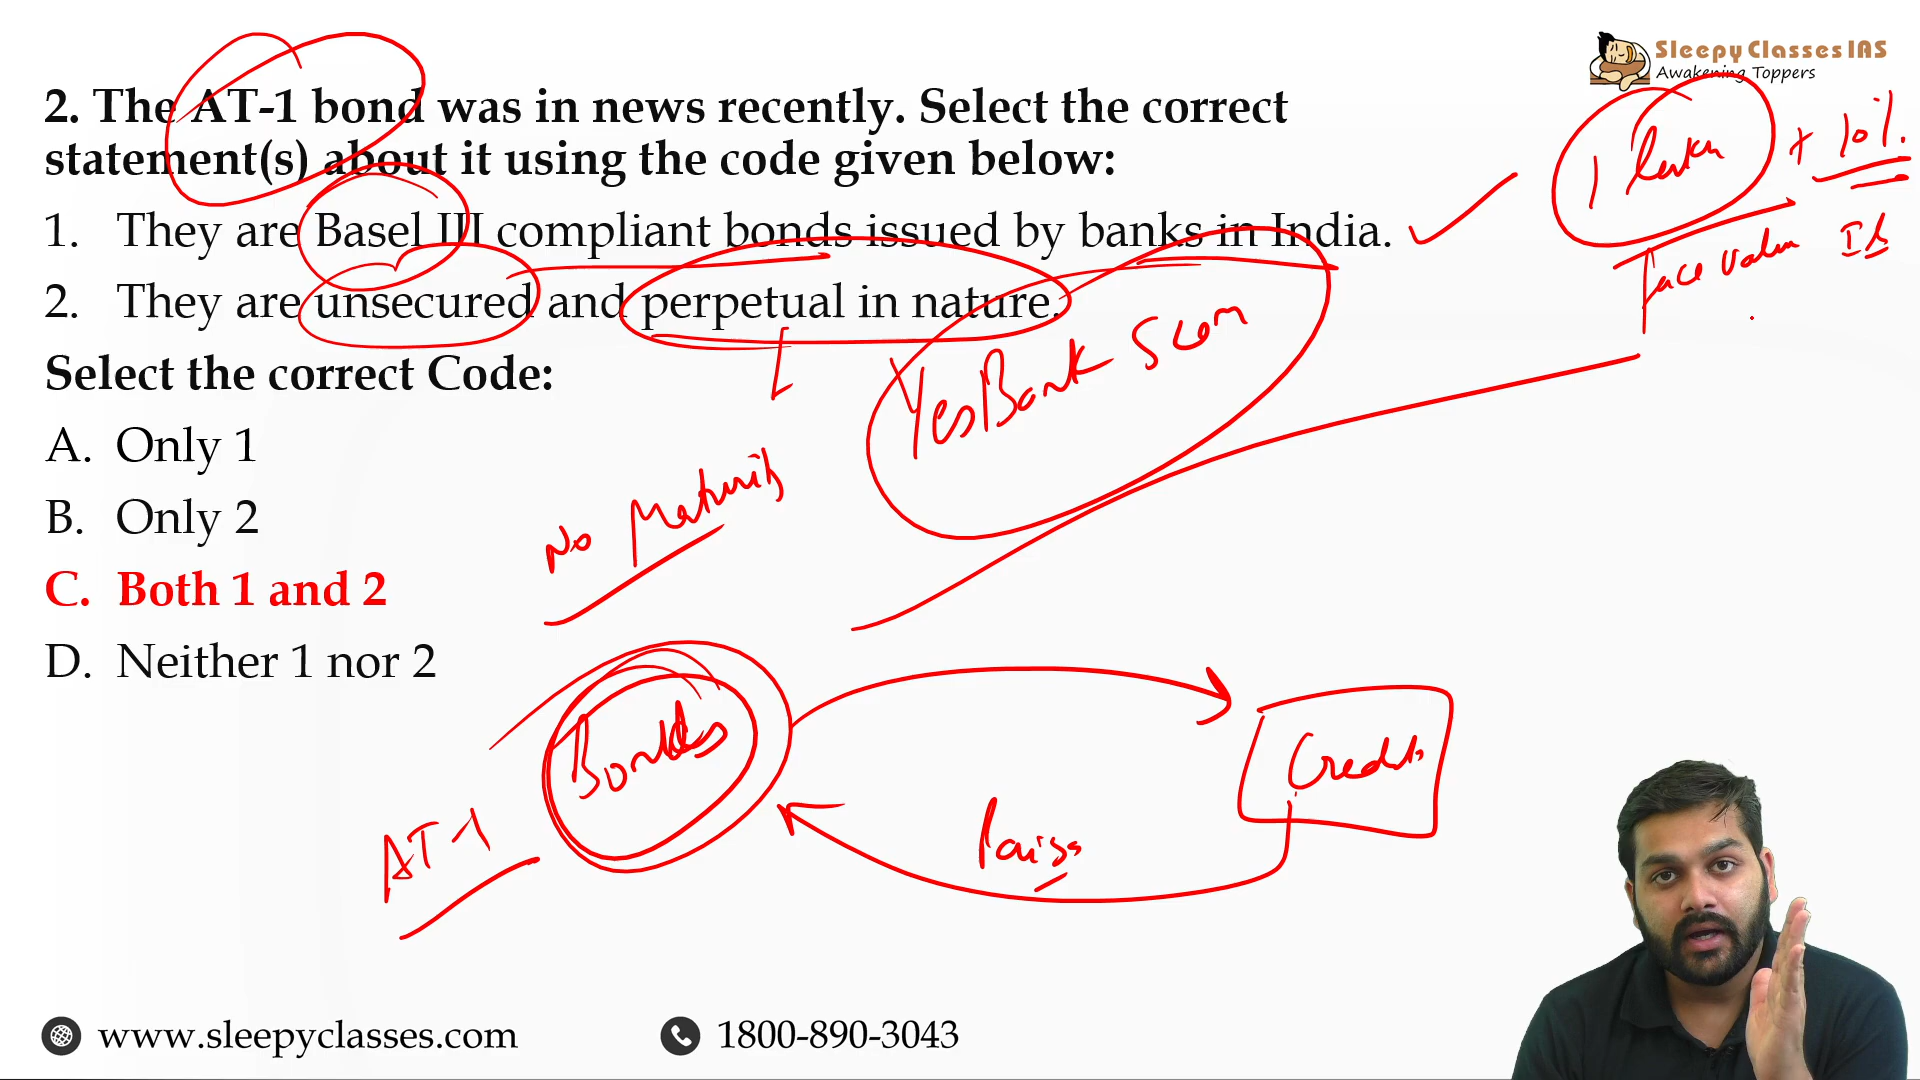 Sleepy Classes IAS
Awakening Toppers
2. The AT-1 bond was in news recently. Select the correct
statement(s) about it using the code given below:
1. They are Basel III compliant bonds issued by banks in India.
2. They are unsecured and perpetual in nature.
Select the correct Code:
A. Only 1
B. Only 2
C. Both 1 and 2
D. Neither 1 nor 2
+ 10%.
Face Value
YesBank Scam
No Maturity
Bonds
AT-1
Raise
www.sleepyclasses.com
1800-890-3043